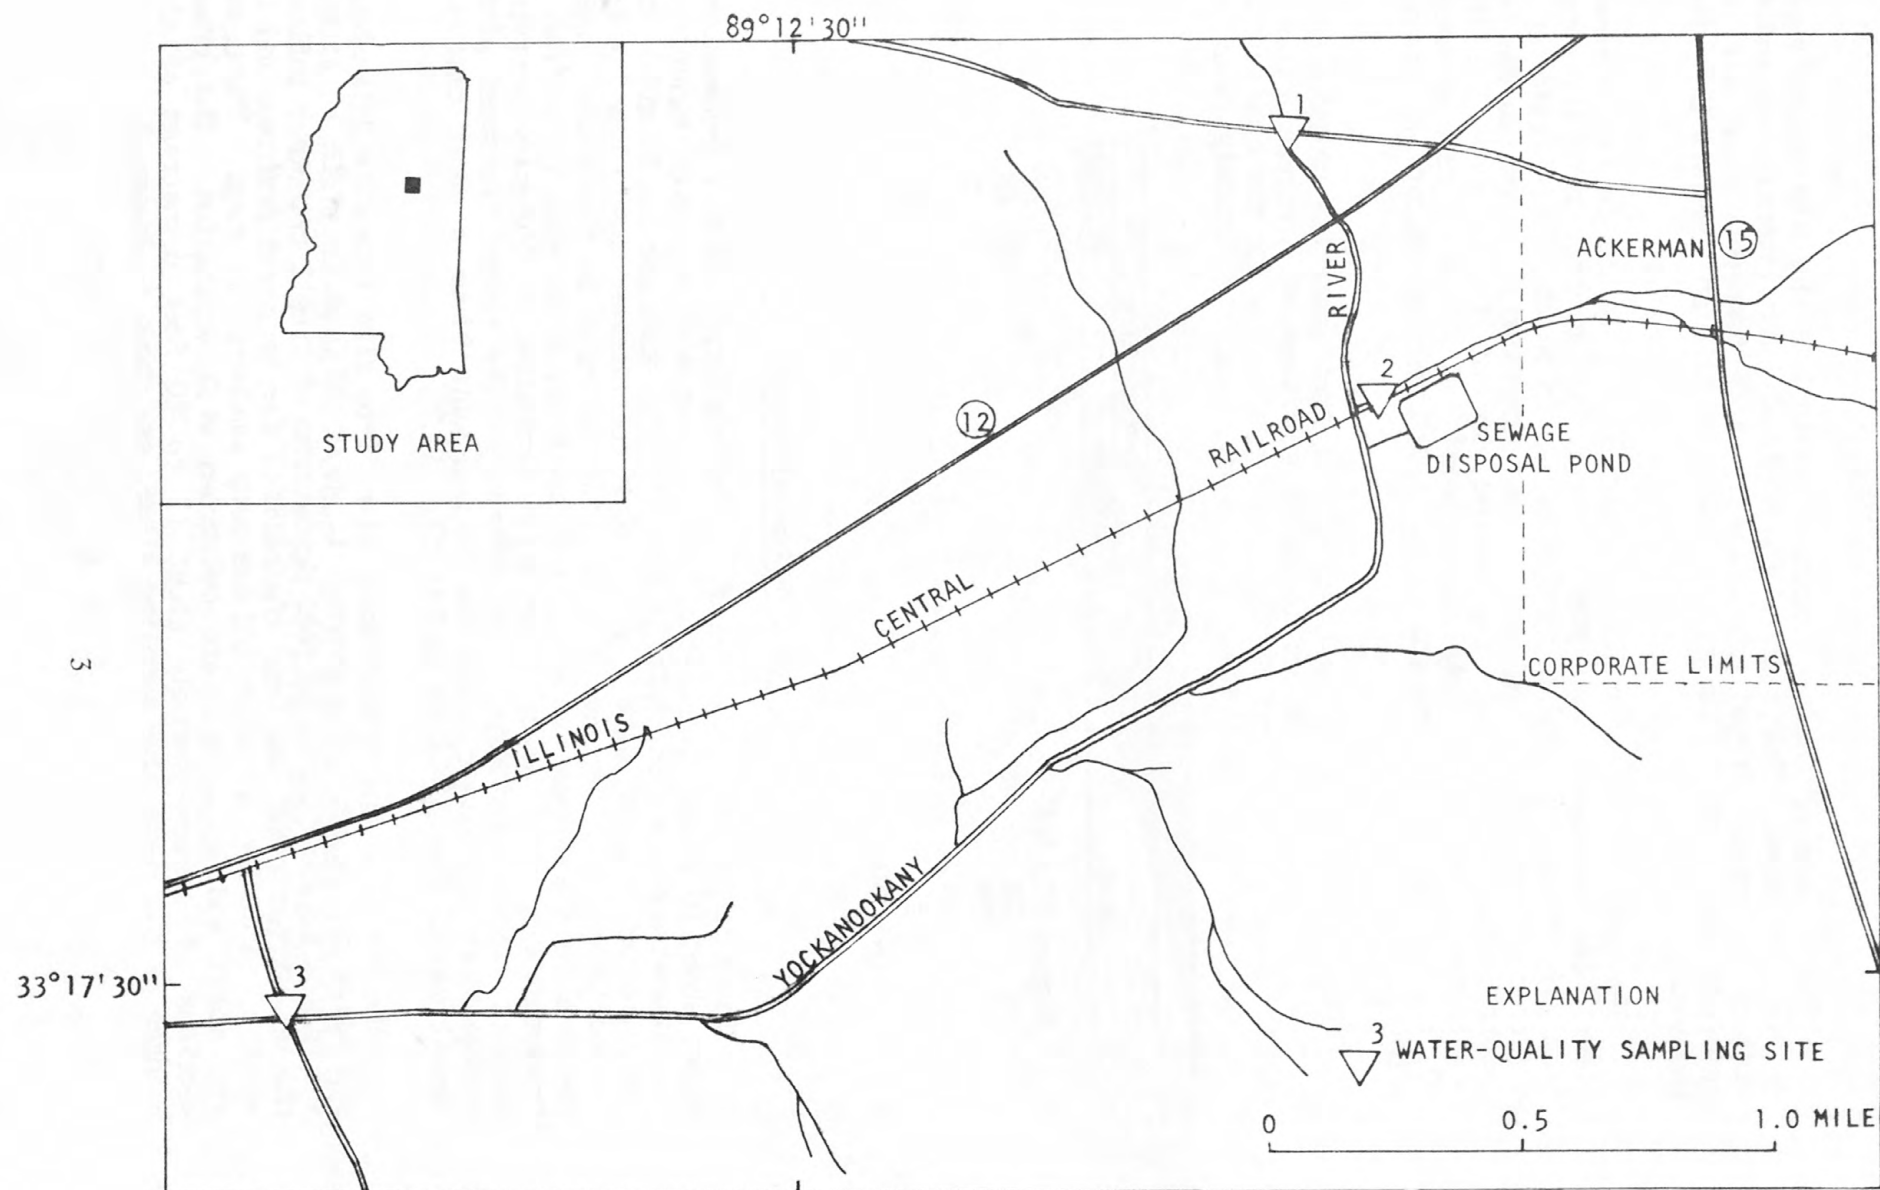 89°12'30"
1
ACKERMAN
15
RIVER
2
12
STUDY AREA
RAILROAD
SEWAGE
DISPOSAL POND
CENTRAL
3
CORPORATE LIMITS
ILLINOIS
YOCKANOOKANY
33°17'30"
3
EXPLANATION
3
WATER-QUALITY SAMPLING SITE
0 0.5 1.0 MILE